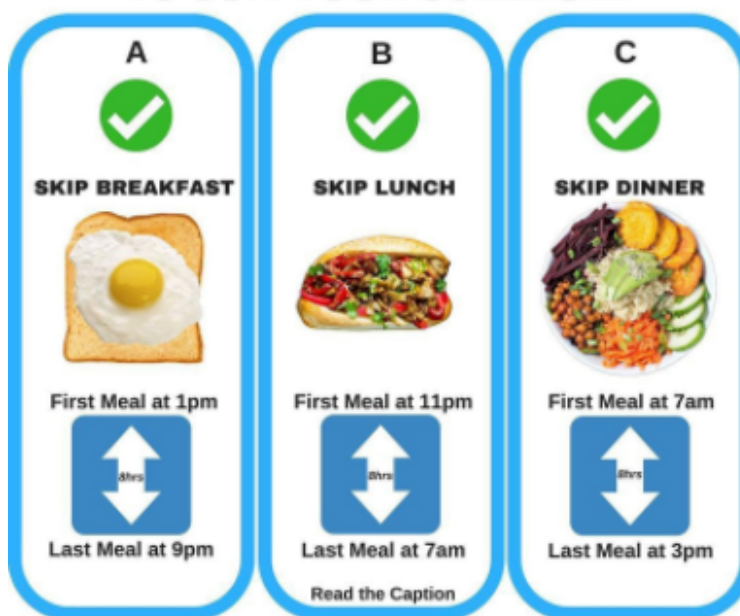 A
SKIP BREAKFAST
First Meal at 1pm
8hrs
Last Meal at 9pm
B
SKIP LUNCH
First Meal at 11pm
8hrs
Last Meal at 7am
Read the Caption
C
SKIP DINNER
First Meal at 7am
8hrs
Last Meal at 3pm